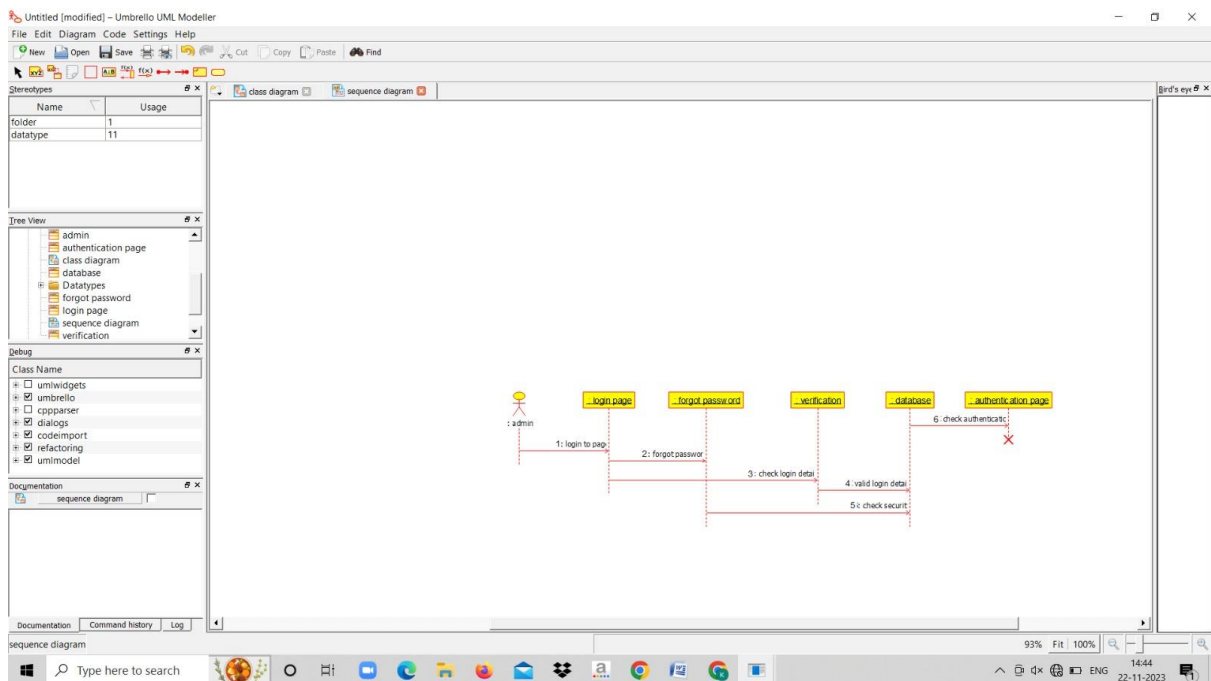 Untitled [modified] – Umbrello UML Modeller
File Edit Diagram Code Settings Help
New Open Save Cut Copy Paste Find
XYZ A:B f(x) f(x)
Stereotypes
Name Usage
folder 1
datatype 11
Tree View
admin
authentication page
class diagram
database
Datatypes
forgot password
login page
sequence diagram
verification
Debug
Class Name
umlwidgets
umbrello
cppparser
dialogs
codeimport
refactoring
umlmodel
Documentation
sequence diagram
Documentation Command history Log
class diagram sequence diagram
Bird's eye
: login page : forgot password : verification : database : authentication page
: admin
6 : check authenticatic
1: login to pag
2: forgot passwor
3 : check login detai
4 : valid login detai
5 : check securit
sequence diagram
93% Fit 100%
Type here to search
a
W
ENG
14:44
22-11-2023